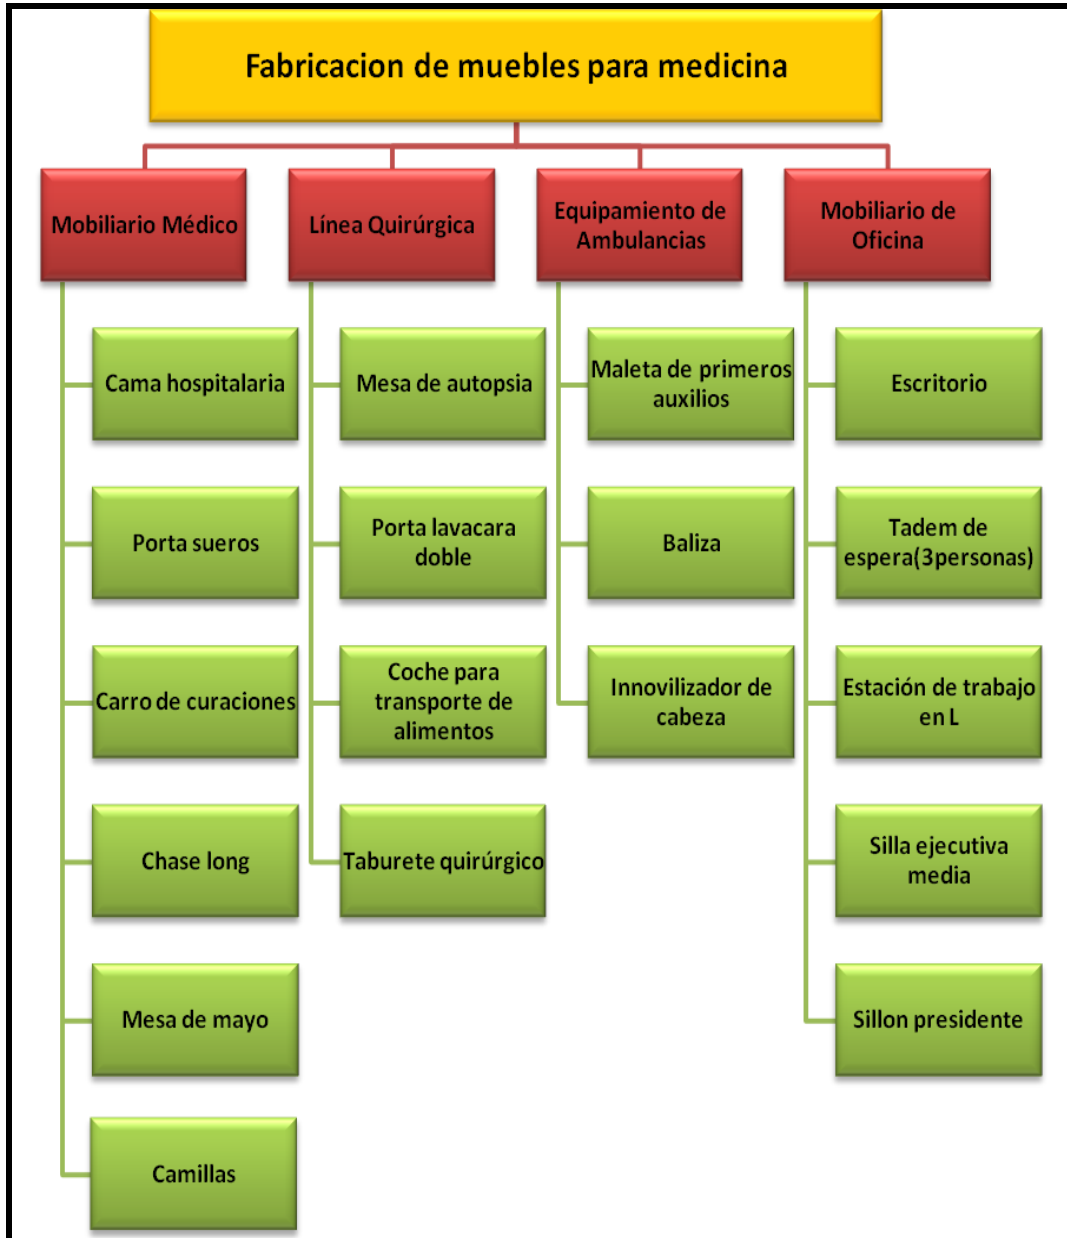 Fabricacion de muebles para medicina
Mobiliario Médico
Cama hospitalaria
Porta sueros
Carro de curaciones
Chase long
Mesa de mayo
Camillas
Línea Quirúrgica
Mesa de autopsia
Porta lavacara
doble
Coche para
transporte de
alimentos
Taburete quirúrgico
Equipamiento de
Ambulancias
Maleta de primeros
auxilios
Baliza
Innovilizador de
cabeza
Mobiliario de
Oficina
Escritorio
Tadem de
espera(3personas)
Estación de trabajo
en L
Silla ejecutiva
media
Sillon presidente